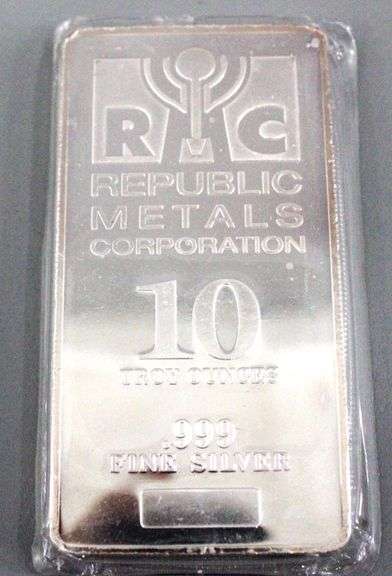 RMC
REPUBLIC
METALS
CORPORATION
10
TROY OUNCES
.999
FINE SILVER